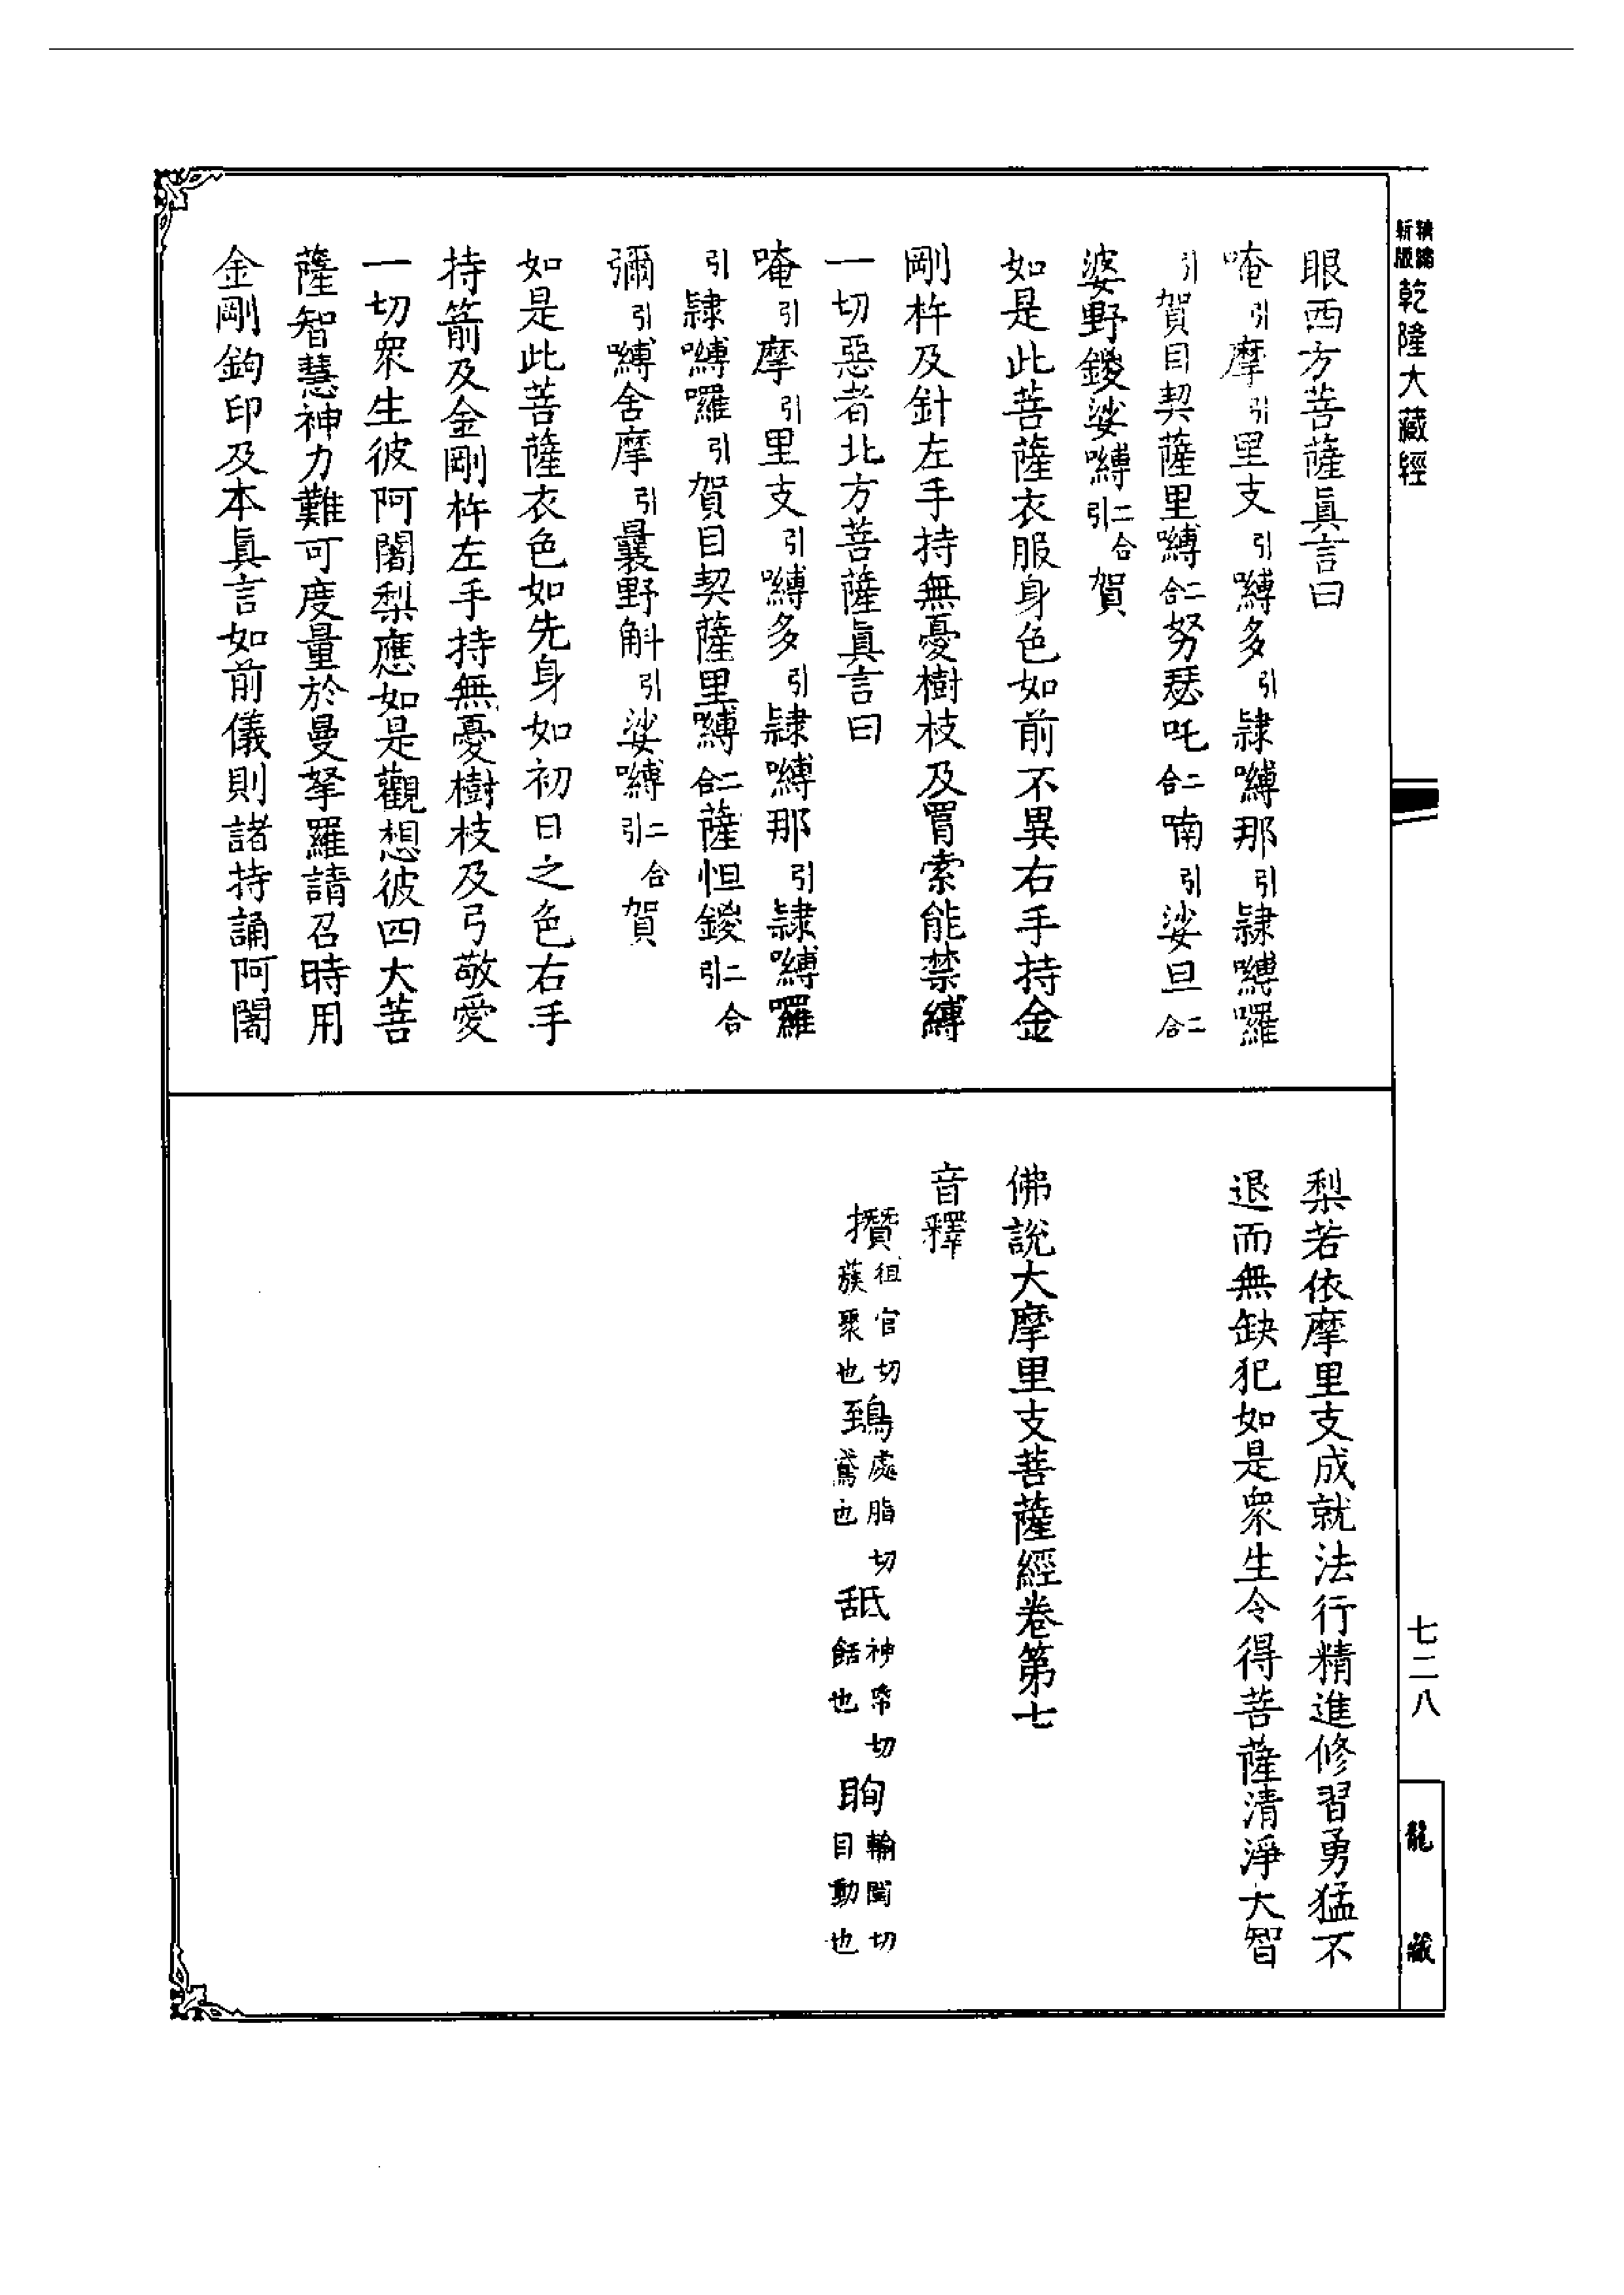 精編新版乾隆大藏經
眼西方菩薩眞言曰
唵引摩引里支引嚩多引隷嚩那引隷嚩囉
引賀目契薩里嚩二合努瑟吒二合喃引娑旦二合
婆野鑁娑嚩二合引賀
如是此菩薩衣服身色如前不異右手持金
剛杵及針左手持無憂樹枝及罥索能禁縛
一切惡者北方菩薩眞言曰
唵引摩引里支引嚩多引隷嚩那引隷嚩囉
引隷嚩囉引賀目契薩里嚩二合薩怛鑁二合引
彌引嚩舍摩引曩野斛引娑嚩二合引賀
如是此菩薩衣色如先身如初日之色右手
持箭及金剛杵左手持無憂樹枝及弓敬愛
一切衆生彼阿闍梨應如是觀想彼四大菩
薩智慧神力難可度量於曼拏羅請召時用
金剛鉤印及本眞言如前儀則諸持誦阿闍
梨若依摩里支成就法行精進修習勇猛不
退而無缺犯如是衆生令得菩薩清淨大智
佛說大摩里支菩薩經卷第七
音釋
攢徂官切蔟聚也鵄處脂切鳶也舐神帋切餂也眴輸閏切目動也
七二八
龍藏